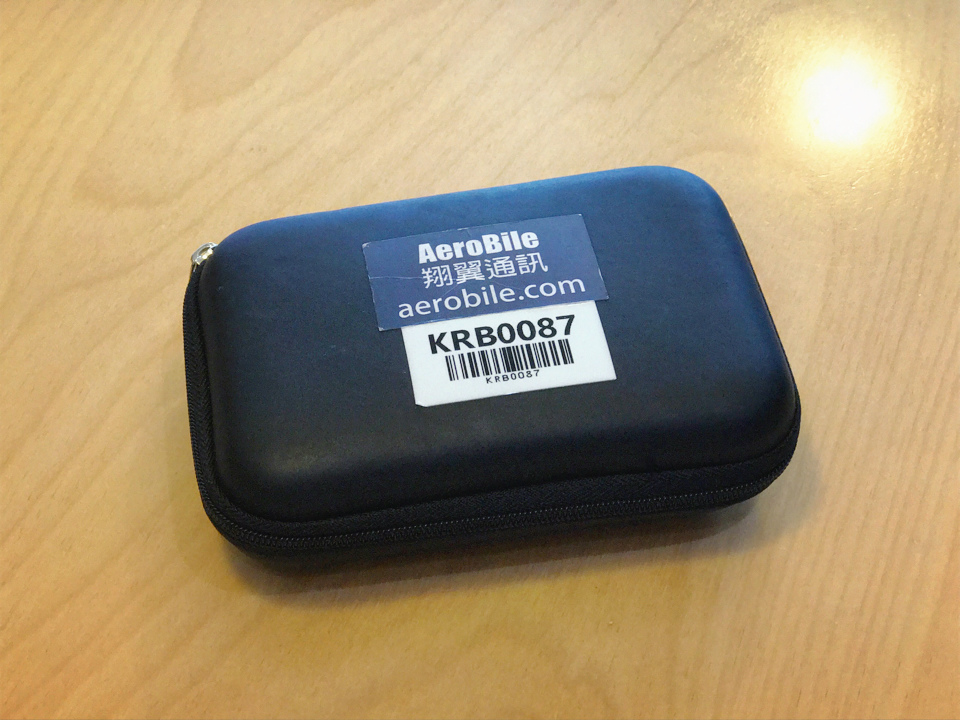 AeroBile
翔翼通訊
aerobile.com
KRB0087
KRB0087